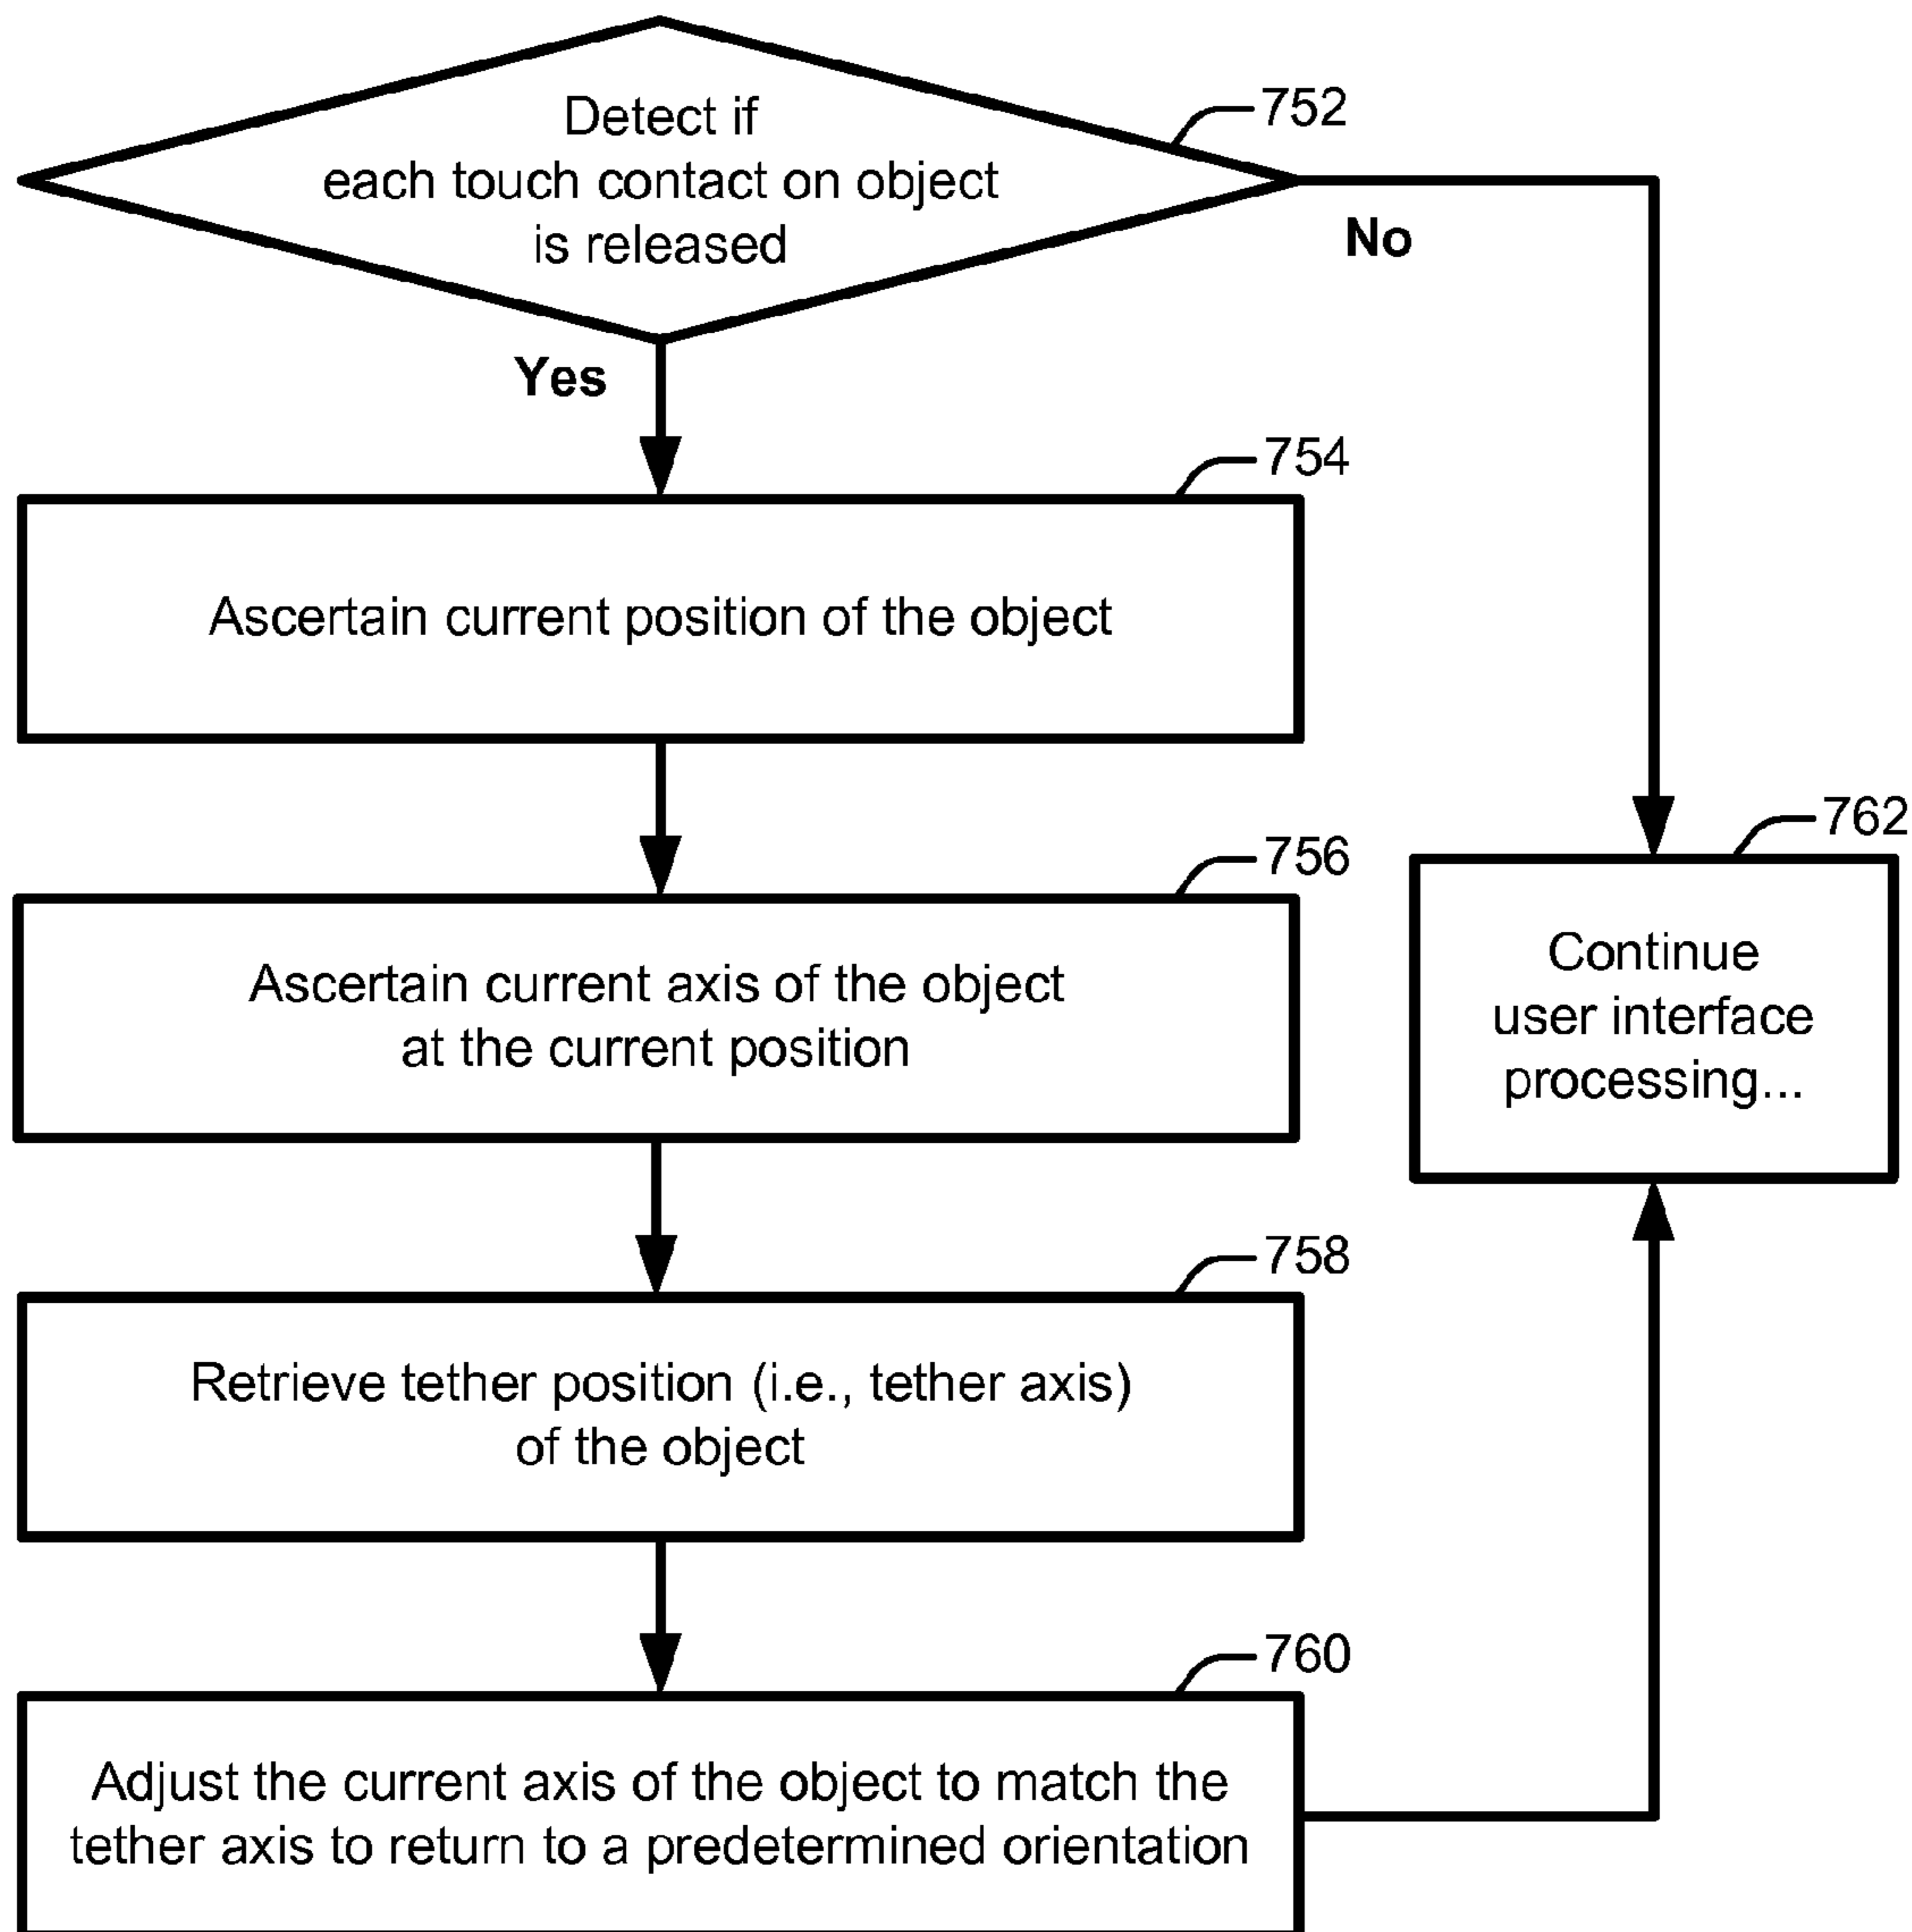 Detect if
each touch contact on object
is released
752
No
Yes
754
Ascertain current position of the object
756
Ascertain current axis of the object
at the current position
762
Continue
user interface
processing...
758
Retrieve tether position (i.e., tether axis)
of the object
760
Adjust the current axis of the object to match the
tether axis to return to a predetermined orientation